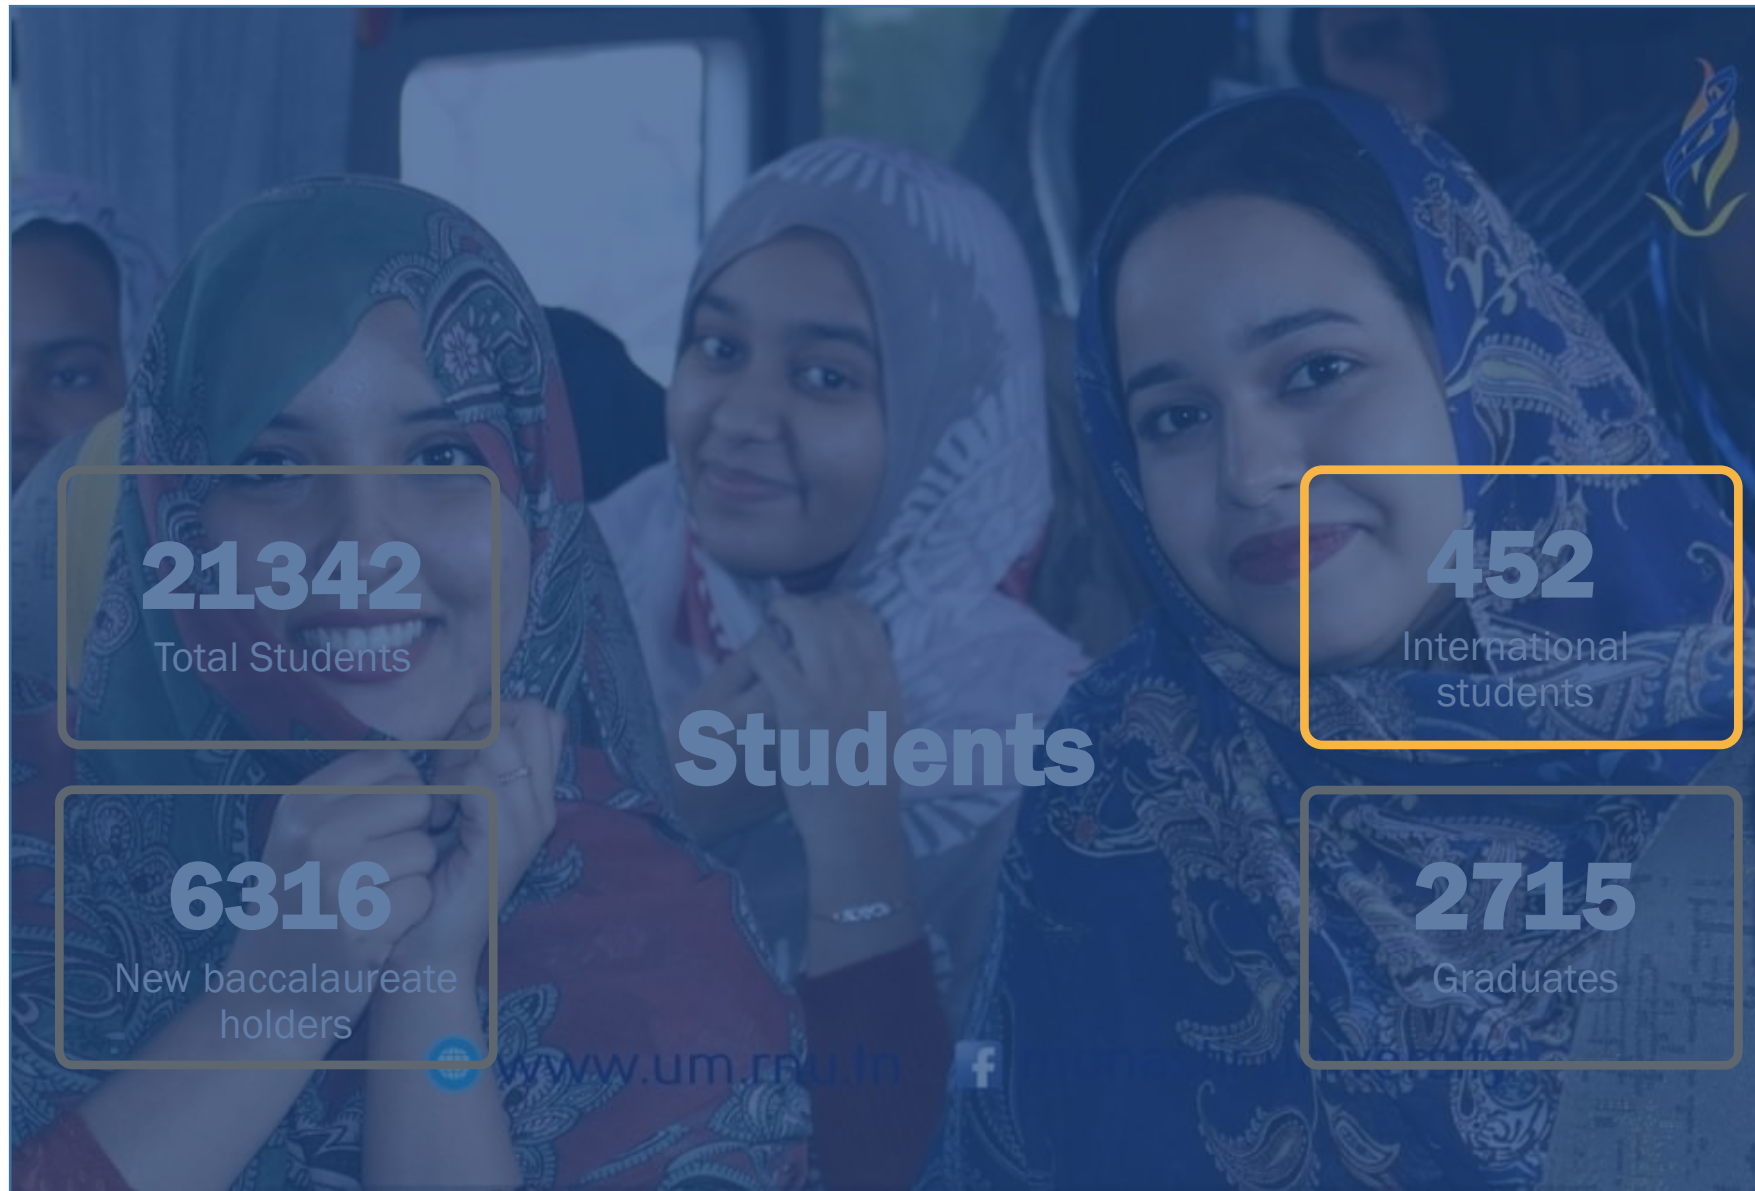 21342
Total Students
452
International
students
Students
6316
New baccalaureate
holders
2715
Graduates
www.um.rnu.tn